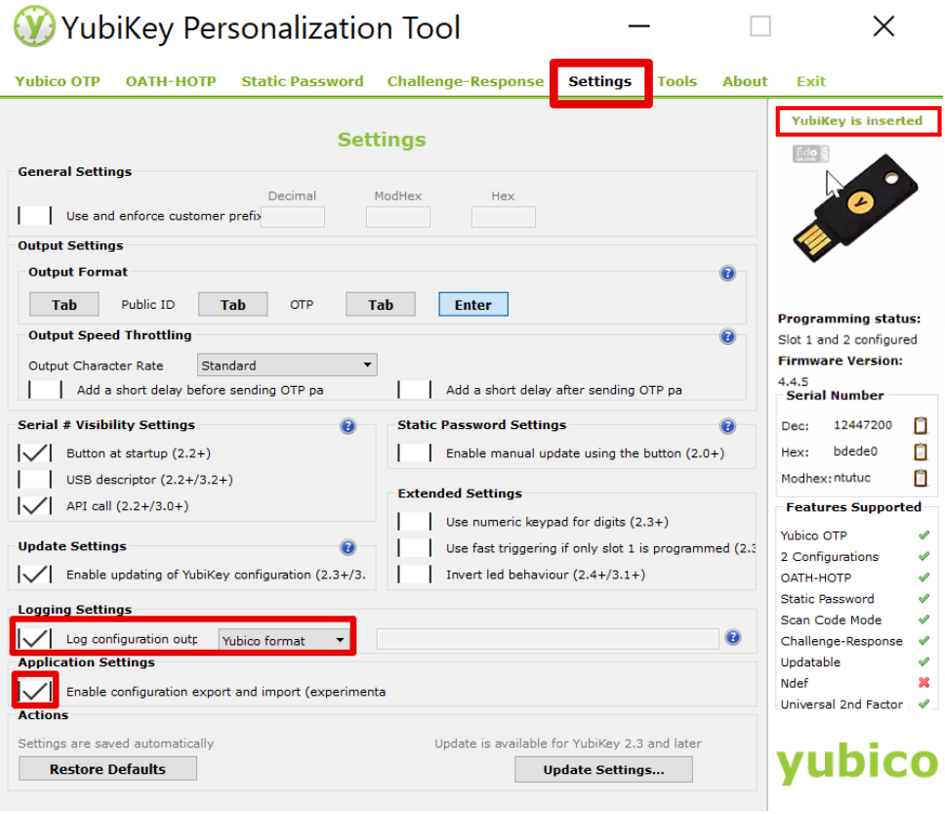 YubiKey Personalization Tool
Yubico OTP OATH-HOTP Static Password Challenge-Response Settings Tools About Exit
YubiKey is inserted
fido
Settings
General Settings
Decimal ModHex Hex
Use and enforce customer prefix
Output Settings
Output Format
Tab Public ID Tab OTP Tab Enter
Output Speed Throttling
Output Character Rate Standard
Add a short delay before sending OTP pa Add a short delay after sending OTP pa
Serial # Visibility Settings
Button at startup (2.2+)
USB descriptor (2.2+/3.2+)
API call (2.2+/3.0+)
Static Password Settings
Enable manual update using the button (2.0+)
Update Settings
Enable updating of YubiKey configuration (2.3+/3.
Extended Settings
Use numeric keypad for digits (2.3+)
Use fast triggering if only slot 1 is programmed (2.3
Invert led behaviour (2.4+/3.1+)
Logging Settings
Log configuration outp Yubico format
Application Settings
Enable configuration export and import (experimenta
Actions
Settings are saved automatically Update is available for YubiKey 2.3 and later
Restore Defaults Update Settings...
Programming status:
Slot 1 and 2 configured
Firmware Version:
4.4.5
Serial Number
Dec: 12447200
Hex: bdede0
Modhex: ntutuc
Features Supported
Yubico OTP
2 Configurations
OATH-HOTP
Static Password
Scan Code Mode
Challenge-Response
Updatable
Ndef
Universal 2nd Factor
yubico